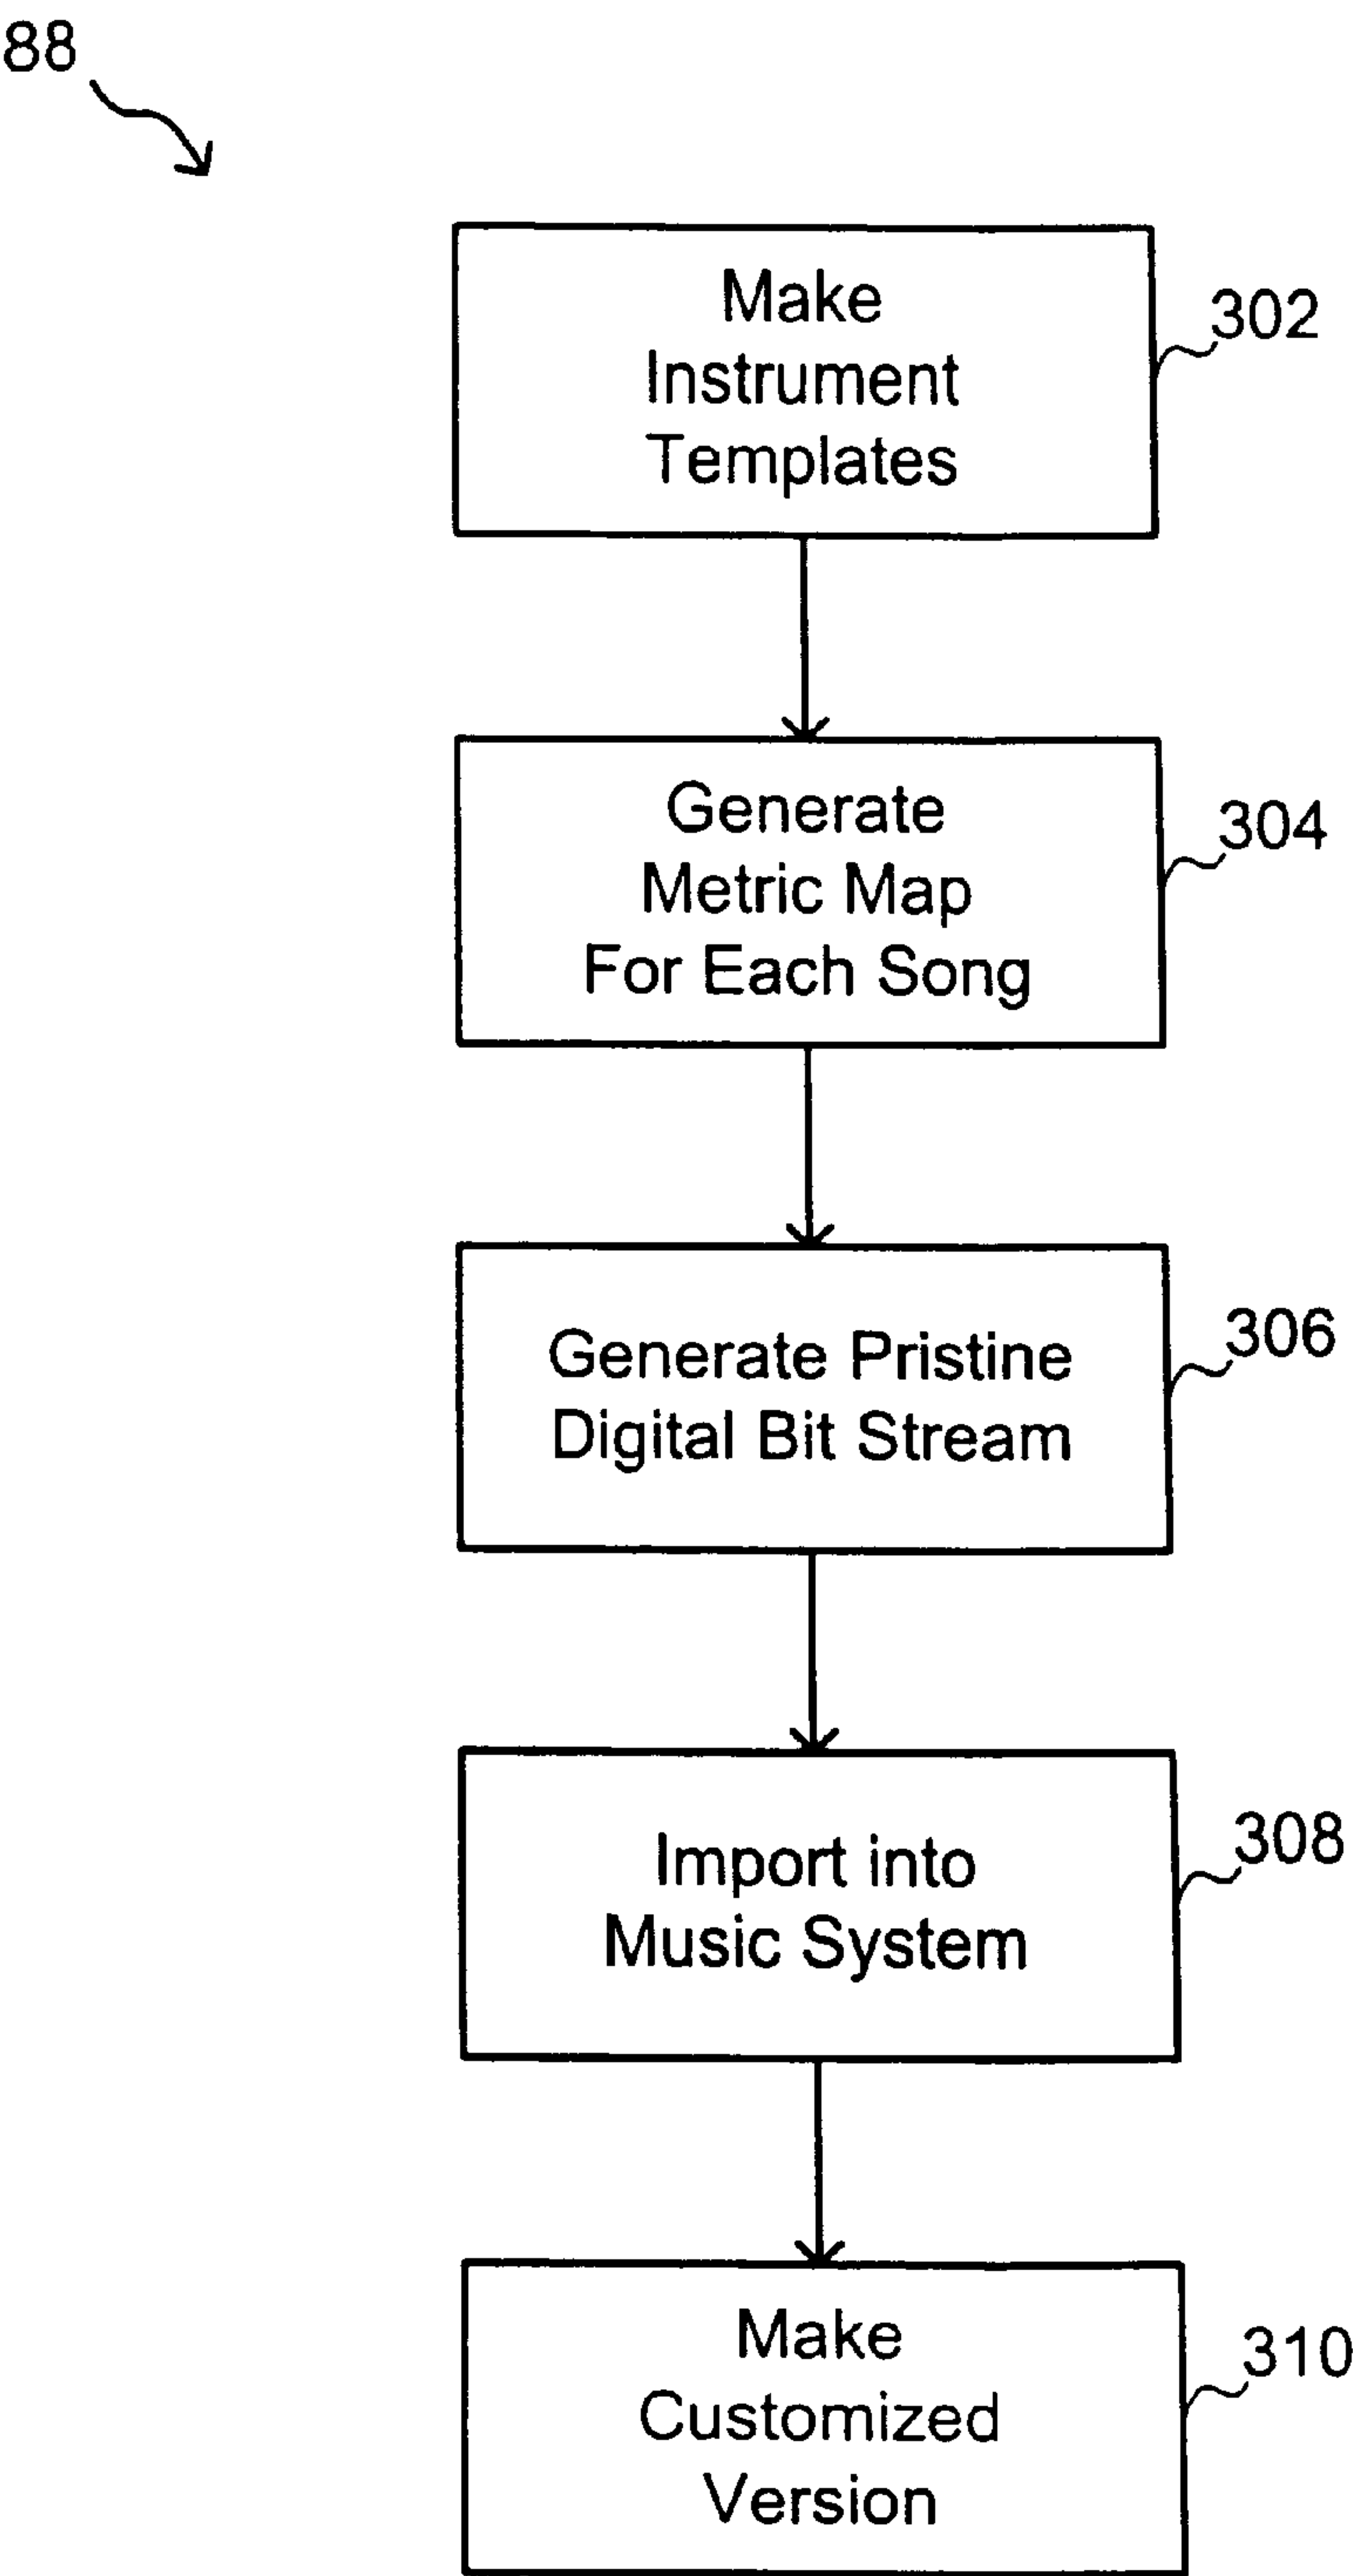 88
Make
Instrument
Templates
302
Generate
Metric Map
For Each Song
304
Generate Pristine
Digital Bit Stream
306
Import into
Music System
308
Make
Customized
Version
310